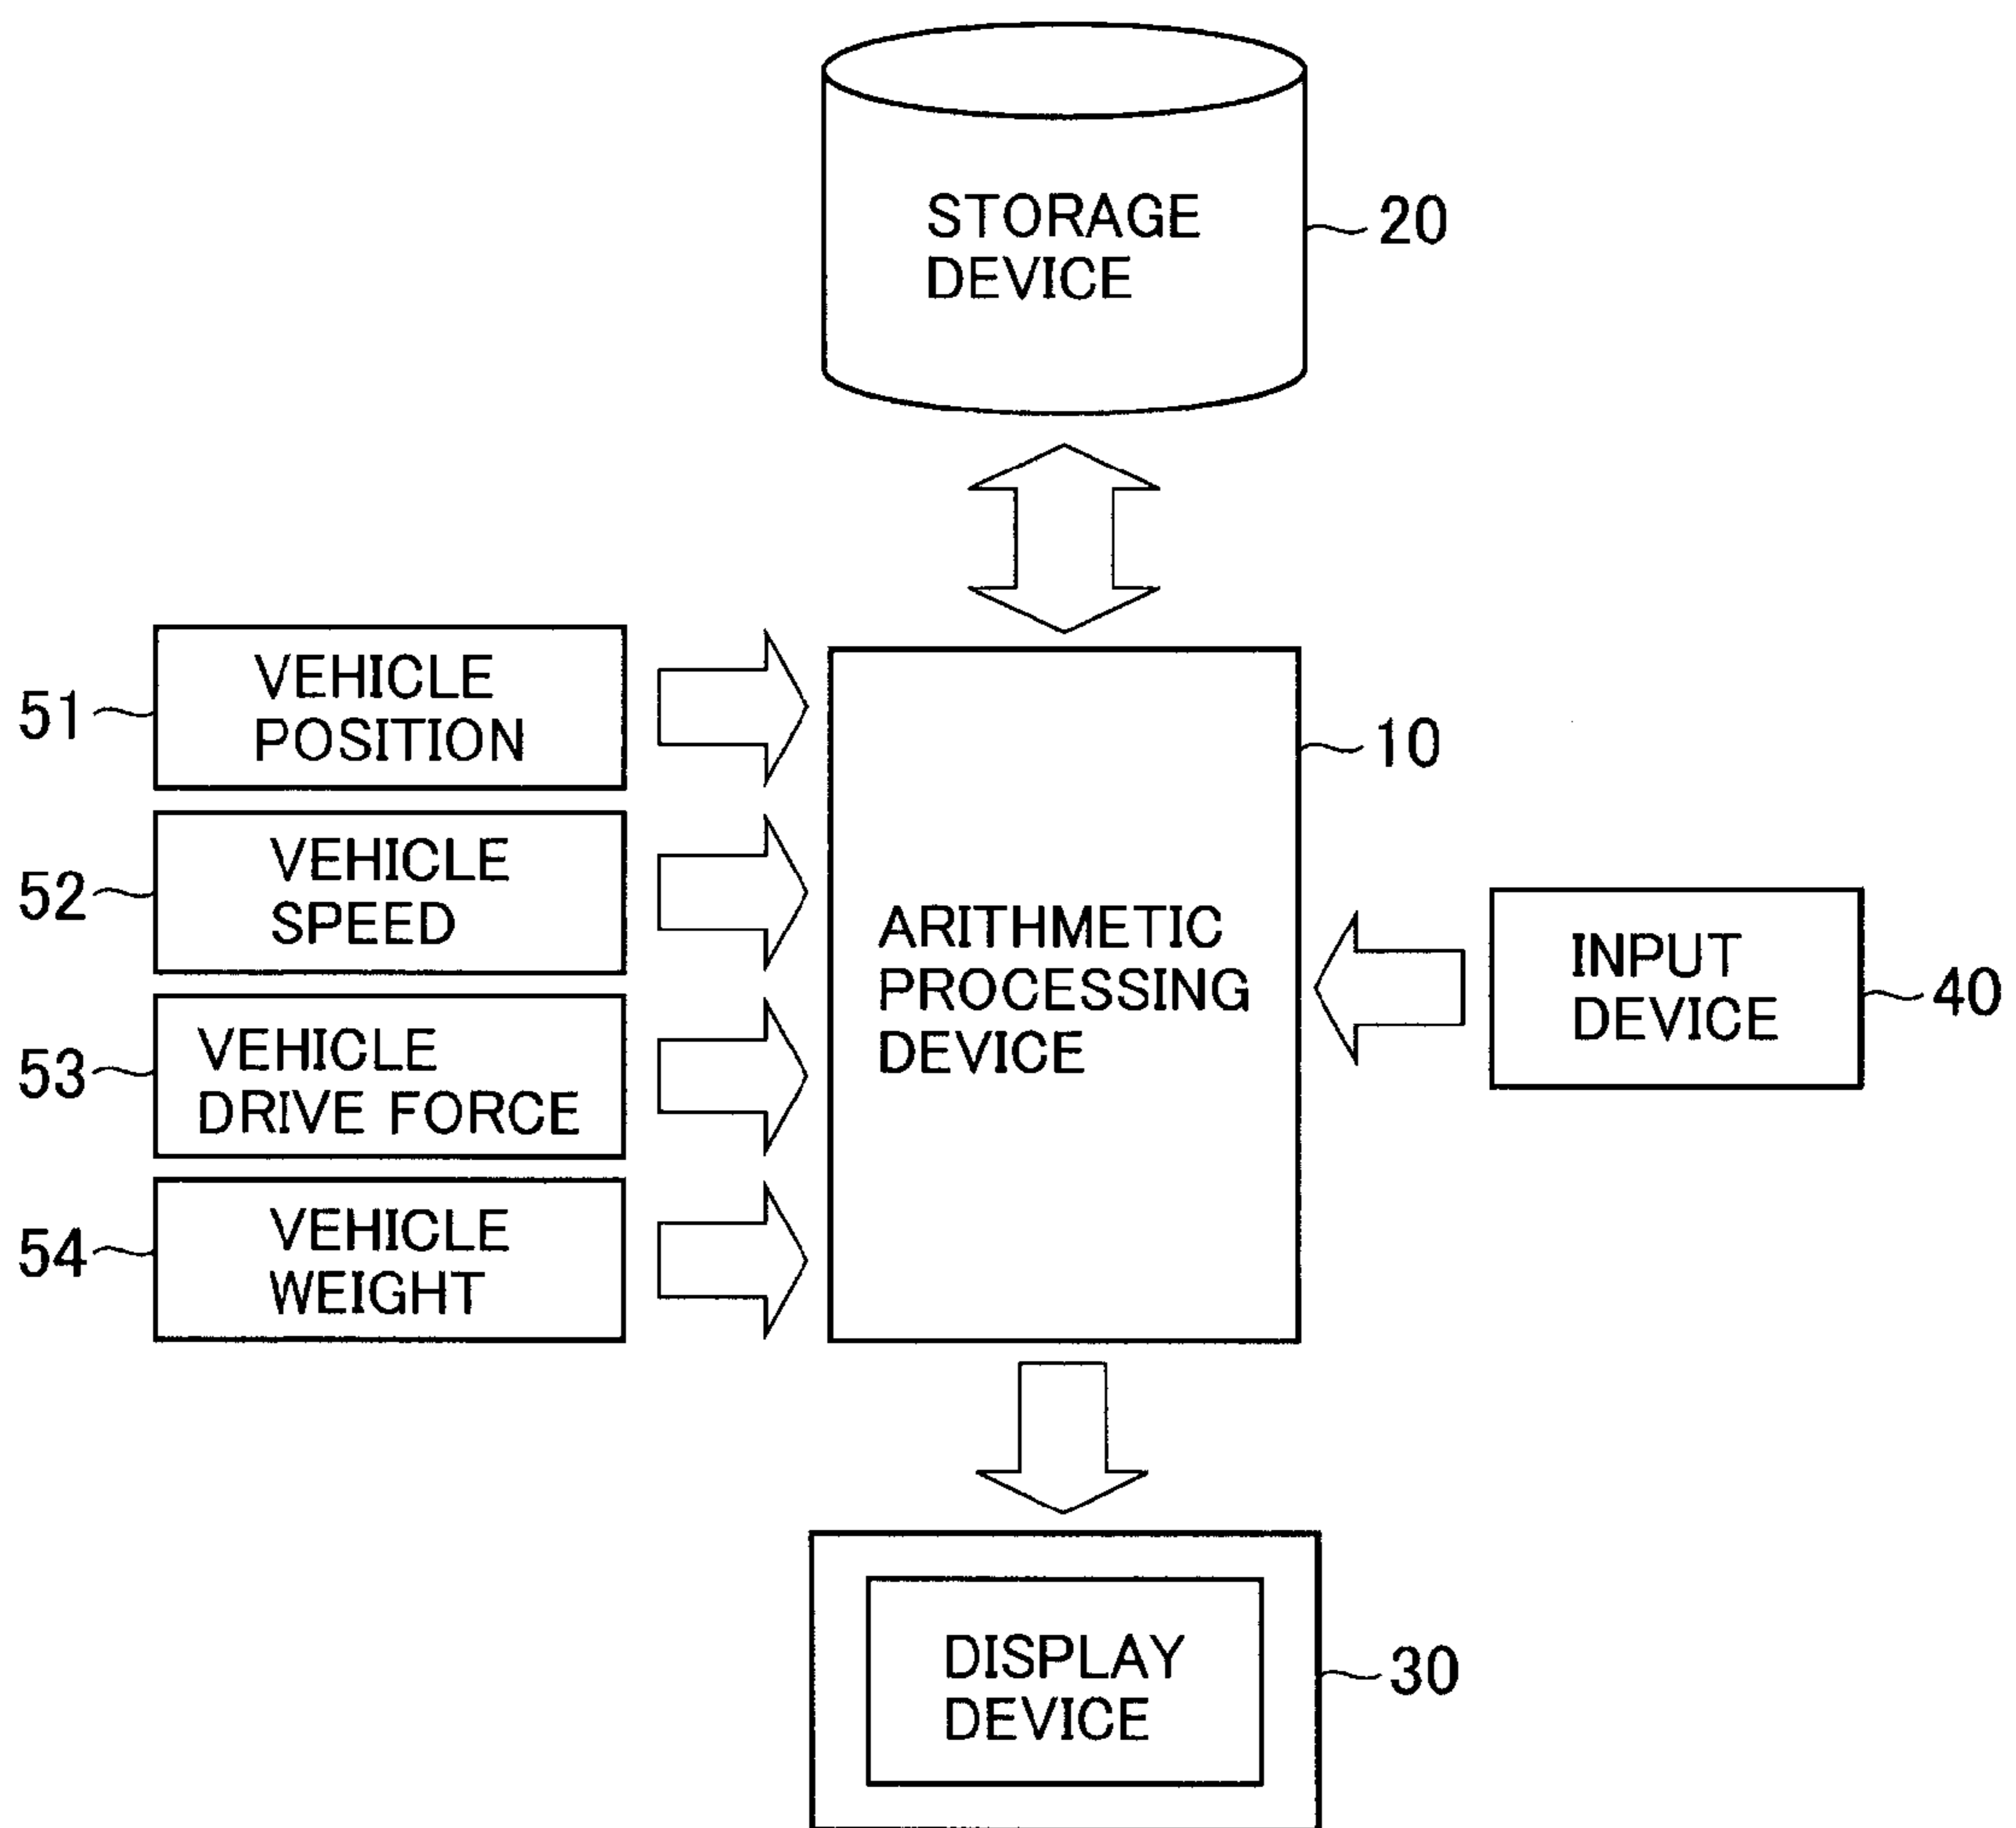 STORAGE
DEVICE
20
51
VEHICLE
POSITION
10
52
VEHICLE
SPEED
ARITHMETIC
PROCESSING
DEVICE
INPUT
DEVICE
40
53
VEHICLE
DRIVE FORCE
54
VEHICLE
WEIGHT
DISPLAY
DEVICE
30